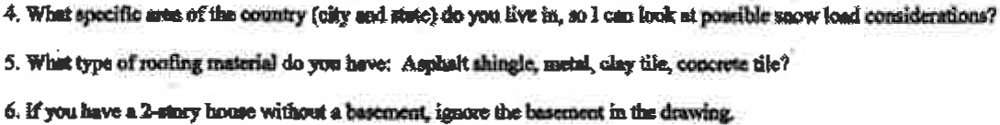 4. What specific area of the country (city and state) do you live in, so I can look at possible snow load considerations?
5. What type of roofing material do you have: Asphalt shingle, metal, clay tile, concrete tile?
6. If you have a 2-story house without a basement, ignore the basement in the drawing.